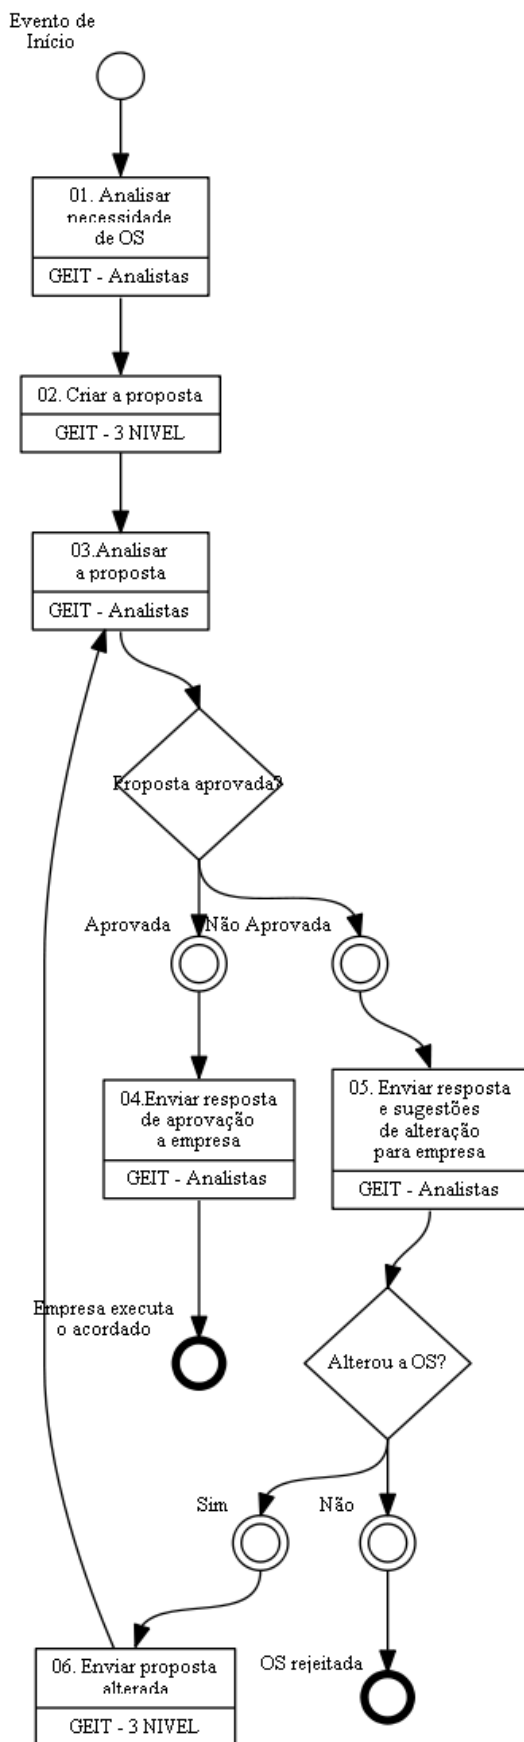 Evento de
Início
01. Analisar
necessidade
de OS
GEIT - Analistas
02. Criar a proposta
GEIT - 3 NIVEL
03.Analisar
a proposta
GEIT - Analistas
Proposta aprovada?
Aprovada
Não Aprovada
04.Enviar resposta
de aprovação
a empresa
GEIT - Analistas
05. Enviar resposta
e sugestões
de alteração
para empresa
GEIT - Analistas
Empresa executa
o acordado
Alterou a OS?
Sim
Não
06. Enviar proposta
alterada
GEIT - 3 NIVEL
OS rejeitada